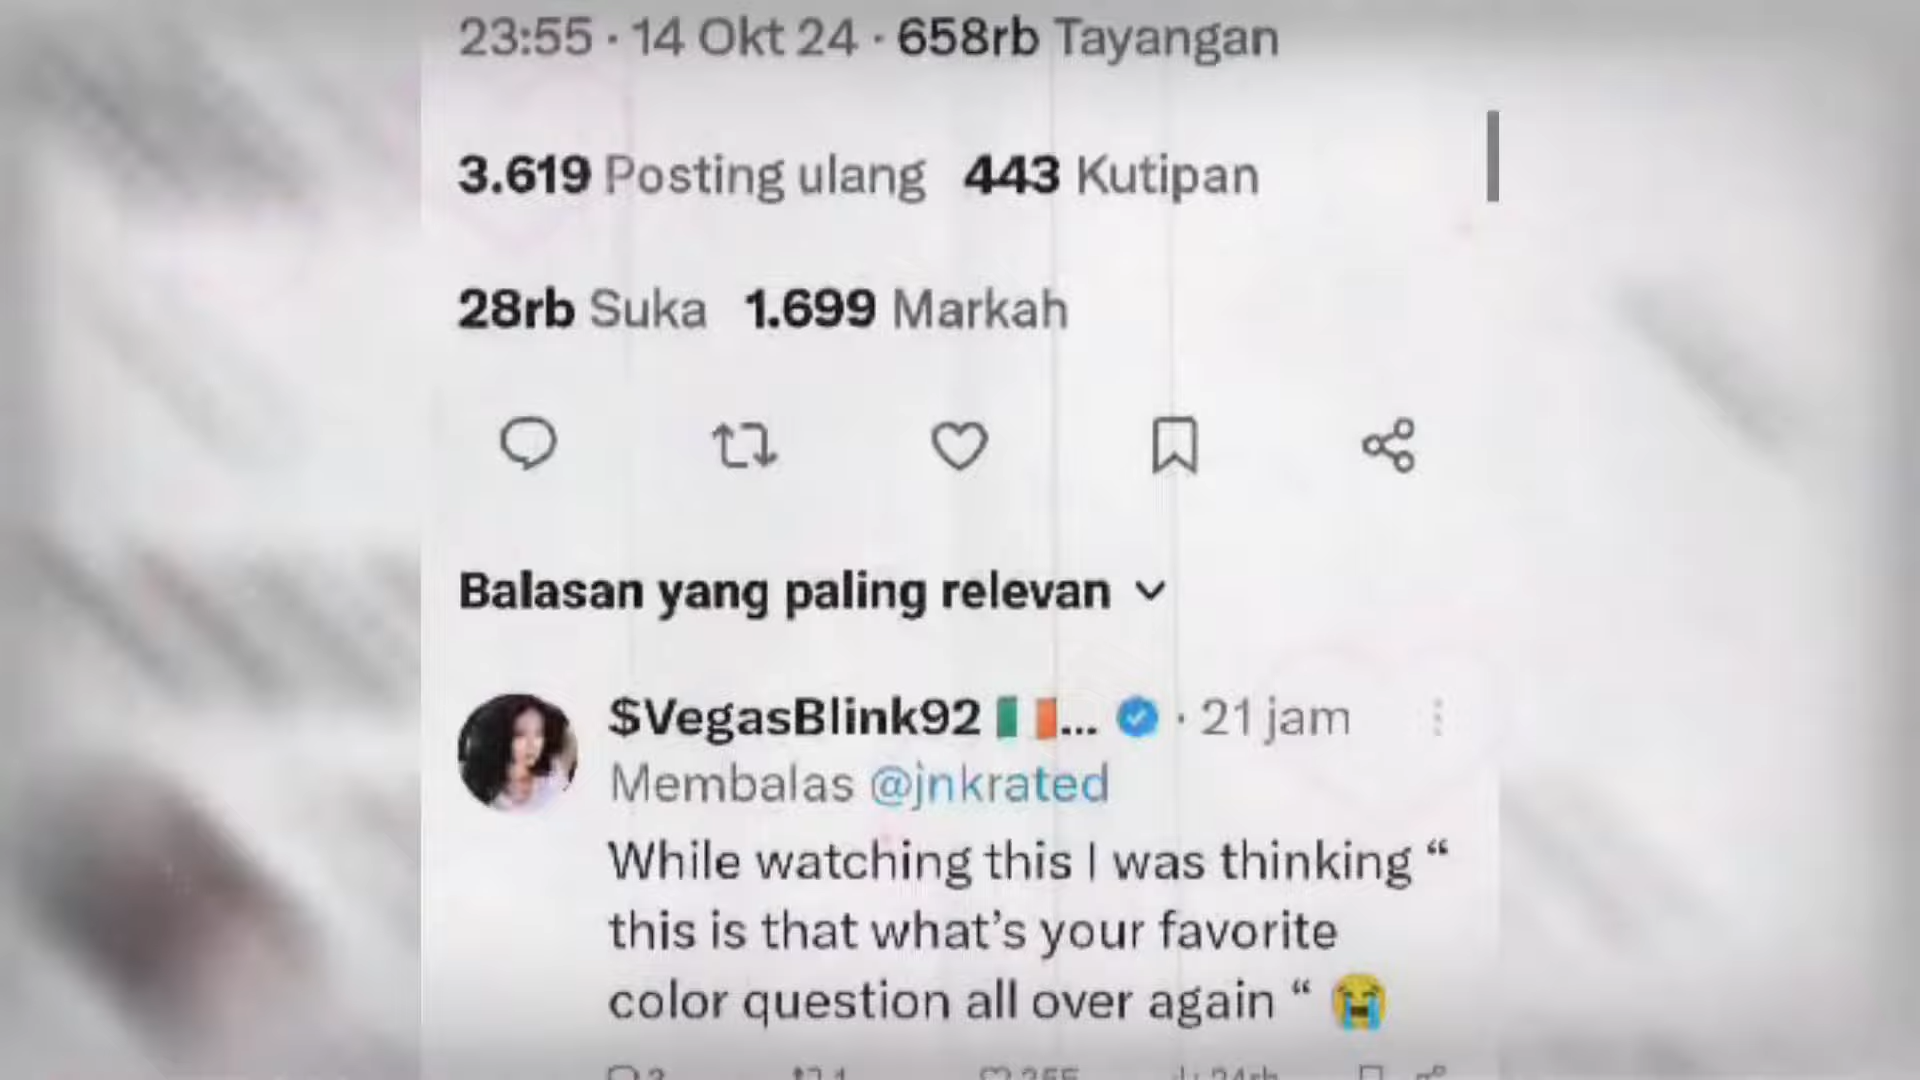 23:55 · 14 Okt 24 · 658rb Tayangan
3.619 Posting ulang 443 Kutipan
28rb Suka 1.699 Markah
Balasan yang paling relevan
$VegasBlink92 🇮🇪... · 21 jam
Membalas @jnkrated
While watching this I was thinking “
this is that what’s your favorite
color question all over again “ 😭